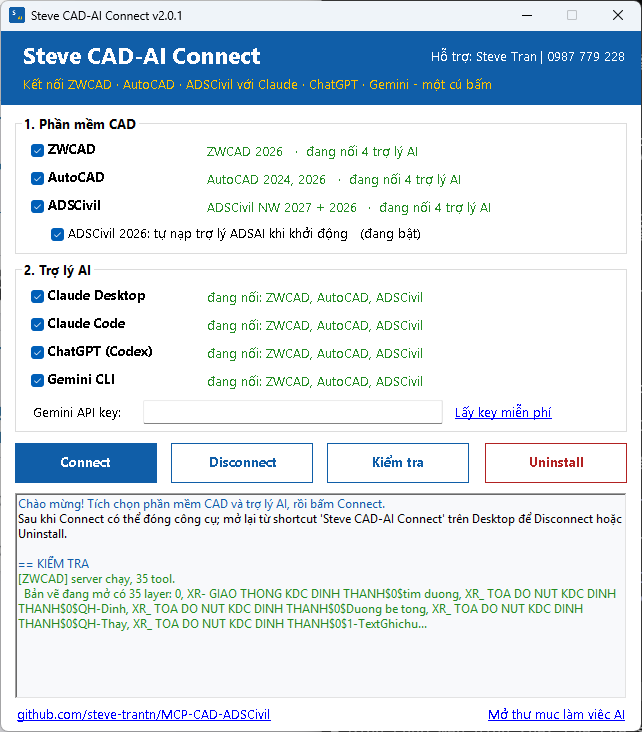 Steve CAD-AI Connect v2.0.1
Steve CAD-AI Connect
Hỗ trợ: Steve Tran | 0987 779 228
Kết nối ZWCAD · AutoCAD · ADSCivil với Claude · ChatGPT · Gemini - một cú bấm
1. Phần mềm CAD
ZWCAD ZWCAD 2026 · đang nối 4 trợ lý AI
AutoCAD AutoCAD 2024, 2026 · đang nối 4 trợ lý AI
ADSCivil ADSCivil NW 2027 + 2026 · đang nối 4 trợ lý AI
ADSCivil 2026: tự nạp trợ lý ADSAI khi khởi động (đang bật)
2. Trợ lý AI
Claude Desktop đang nối: ZWCAD, AutoCAD, ADSCivil
Claude Code đang nối: ZWCAD, AutoCAD, ADSCivil
ChatGPT (Codex) đang nối: ZWCAD, AutoCAD, ADSCivil
Gemini CLI đang nối: ZWCAD, AutoCAD, ADSCivil
Gemini API key: Lấy key miễn phí
Connect Disconnect Kiểm tra Uninstall
Chào mừng! Tích chọn phần mềm CAD và trợ lý AI, rồi bấm Connect.
Sau khi Connect có thể đóng công cụ; mở lại từ shortcut 'Steve CAD-AI Connect' trên Desktop để Disconnect hoặc
Uninstall.
== KIỂM TRA
[ZWCAD] server chạy, 35 tool.
Bản vẽ đang mở có 35 layer: 0, XR- GIAO THONG KDC DINH THANH$0$tim duong, XR_ TOA DO NUT KDC DINH
THANH$0$QH-Dinh, XR_ TOA DO NUT KDC DINH THANH$0$Duong be tong, XR_ TOA DO NUT KDC DINH
THANH$0$QH-Thay, XR_ TOA DO NUT KDC DINH THANH$0$1-TextGhichu...
github.com/steve-trantn/MCP-CAD-ADSCivil
Mở thư mục làm việc AI